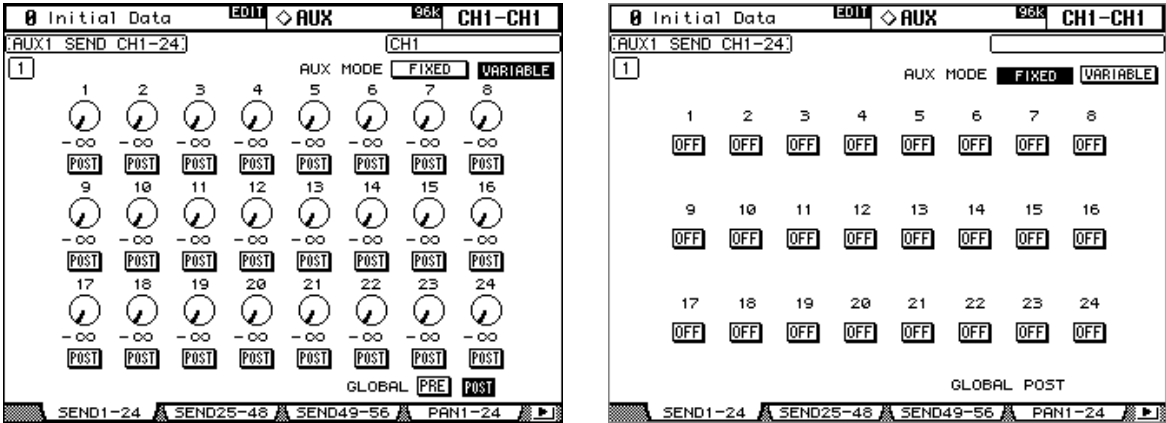 0 Initial Data EDIT ◇AUX 96k CH1-CH1
AUX1 SEND CH1-24 CH1
1 AUX MODE FIXED VARIABLE
1 2 3 4 5 6 7 8
-∞ -∞ -∞ -∞ -∞ -∞ -∞ -∞
POST POST POST POST POST POST POST POST
9 10 11 12 13 14 15 16
-∞ -∞ -∞ -∞ -∞ -∞ -∞ -∞
POST POST POST POST POST POST POST POST
17 18 19 20 21 22 23 24
-∞ -∞ -∞ -∞ -∞ -∞ -∞ -∞
POST POST POST POST POST POST POST POST
GLOBAL PRE POST
SEND1-24 SEND25-48 SEND49-56 PAN1-24
0 Initial Data EDIT ◇AUX 96k CH1-CH1
AUX1 SEND CH1-24
1 AUX MODE FIXED VARIABLE
1 2 3 4 5 6 7 8
OFF OFF OFF OFF OFF OFF OFF OFF
9 10 11 12 13 14 15 16
OFF OFF OFF OFF OFF OFF OFF OFF
17 18 19 20 21 22 23 24
OFF OFF OFF OFF OFF OFF OFF OFF
GLOBAL POST
SEND1-24 SEND25-48 SEND49-56 PAN1-24